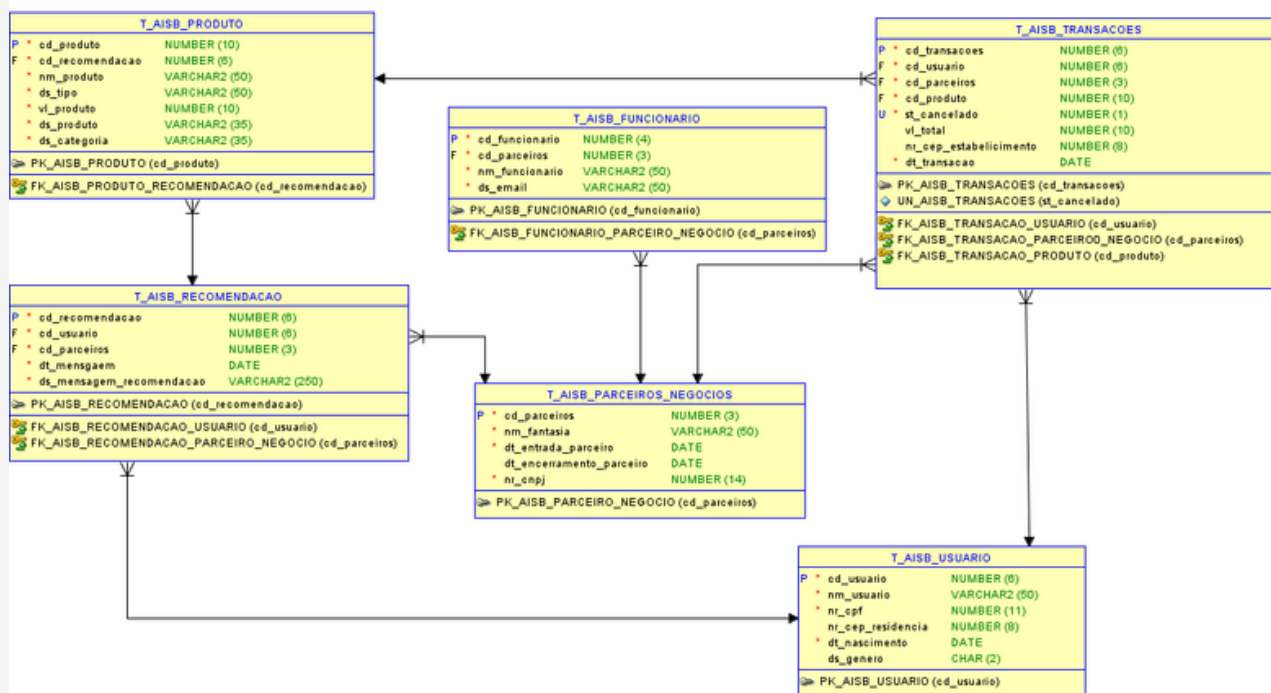 T_AISB_PRODUTO
P * cd_produto NUMBER (10)
F * cd_recomendacao NUMBER (6)
* nm_produto VARCHAR2 (50)
* ds_tipo VARCHAR2 (50)
* vl_produto NUMBER (10)
* ds_produto VARCHAR2 (35)
* ds_categoria VARCHAR2 (35)
PK_AISB_PRODUTO (cd_produto)
FK_AISB_PRODUTO_RECOMENDACAO (cd_recomendacao)
T_AISB_TRANSACOES
P * cd_transacoes NUMBER (6)
F * cd_usuario NUMBER (6)
F * cd_parceiros NUMBER (3)
F * cd_produto NUMBER (10)
U * st_cancelado NUMBER (1)
vl_total NUMBER (10)
nr_cep_estabelicimento NUMBER (8)
* dt_transacao DATE
PK_AISB_TRANSACOES (cd_transacoes)
UN_AISB_TRANSACOES (st_cancelado)
FK_AISB_TRANSACAO_USUARIO (cd_usuario)
FK_AISB_TRANSACAO_PARCEIROO_NEGOCIO (cd_parceiros)
FK_AISB_TRANSACAO_PRODUTO (cd_produto)
T_AISB_FUNCIONARIO
P * cd_funcionario NUMBER (4)
F * cd_parceiros NUMBER (3)
* nm_funcionario VARCHAR2 (50)
* ds_email VARCHAR2 (50)
PK_AISB_FUNCIONARIO (cd_funcionario)
FK_AISB_FUNCIONARIO_PARCEIRO_NEGOCIO (cd_parceiros)
T_AISB_RECOMENDACAO
P * cd_recomendacao NUMBER (6)
F * cd_usuario NUMBER (6)
F * cd_parceiros NUMBER (3)
* dt_mensgaem DATE
* ds_mensagem_recomendacao VARCHAR2 (250)
PK_AISB_RECOMENDACAO (cd_recomendacao)
FK_AISB_RECOMENDACAO_USUARIO (cd_usuario)
FK_AISB_RECOMENDACAO_PARCEIRO_NEGOCIO (cd_parceiros)
T_AISB_PARCEIROS_NEGOCIOS
P * cd_parceiros NUMBER (3)
* nm_fantasia VARCHAR2 (50)
* dt_entrada_parceiro DATE
dt_encerramento_parceiro DATE
* nr_cnpj NUMBER (14)
PK_AISB_PARCEIRO_NEGOCIO (cd_parceiros)
T_AISB_USUARIO
P * cd_usuario NUMBER (6)
* nm_usuario VARCHAR2 (50)
* nr_cpf NUMBER (11)
nr_cep_residencia NUMBER (8)
* dt_nascimento DATE
ds_genero CHAR (2)
PK_AISB_USUARIO (cd_usuario)